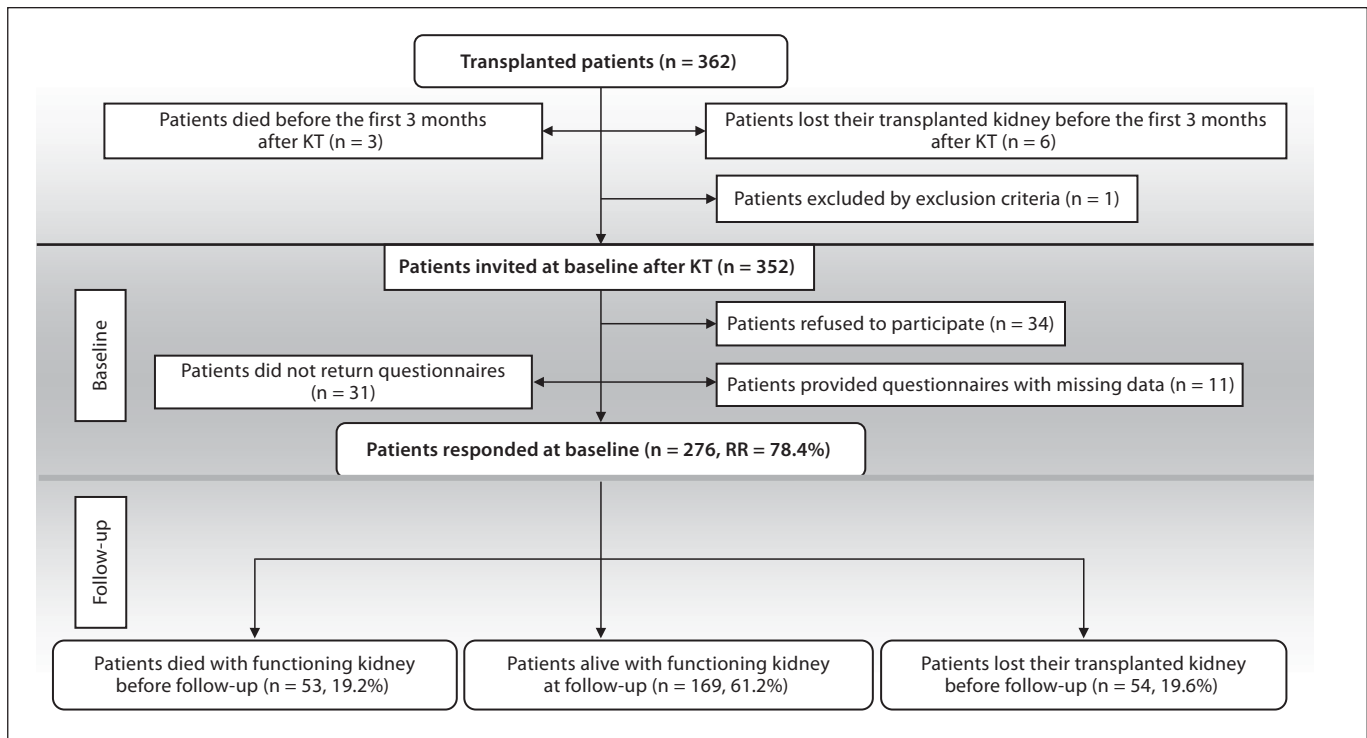 Transplanted patients (n = 362)
Patients died before the first 3 months
after KT (n = 3)
Patients lost their transplanted kidney before the first 3 months
after KT (n = 6)
Patients excluded by exclusion criteria (n = 1)
Patients invited at baseline after KT (n = 352)
Baseline
Patients refused to participate (n = 34)
Patients did not return questionnaires
(n = 31)
Patients provided questionnaires with missing data (n = 11)
Patients responded at baseline (n = 276, RR = 78.4%)
Follow-up
Patients died with functioning kidney
before follow-up (n = 53, 19.2%)
Patients alive with functioning kidney
at follow-up (n = 169, 61.2%)
Patients lost their transplanted kidney
before follow-up (n = 54, 19.6%)